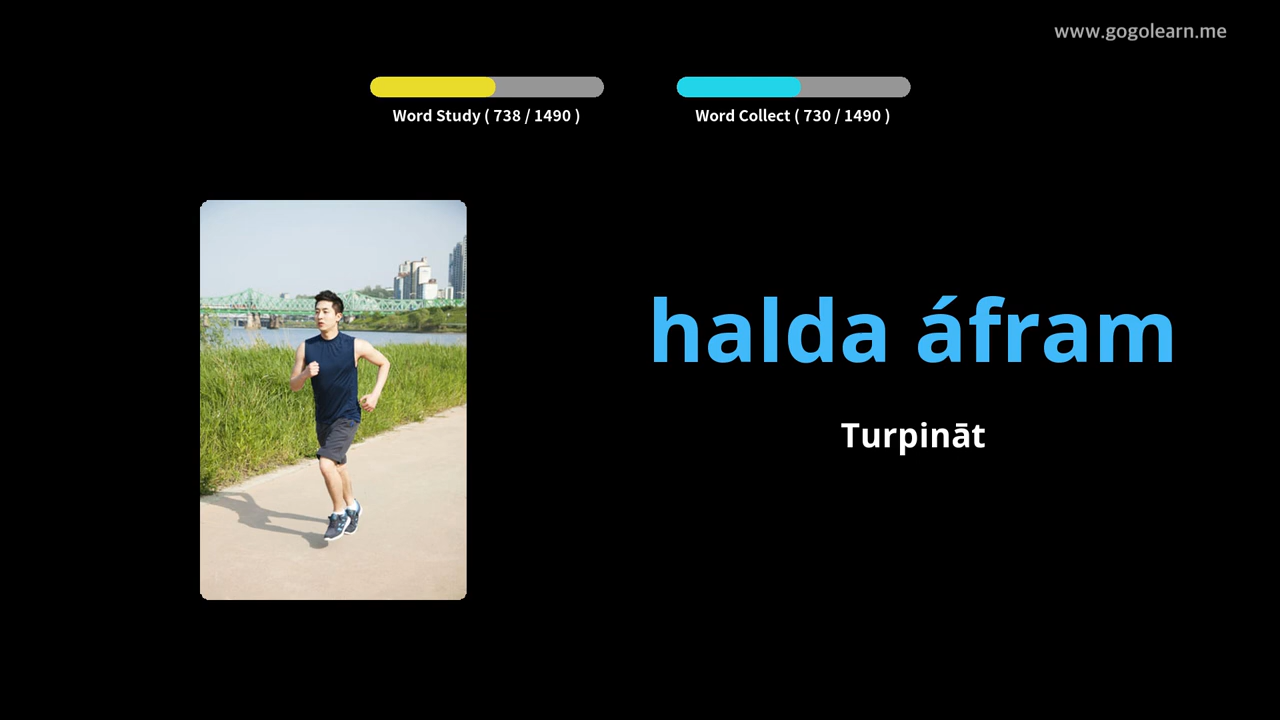 www.gogolearn.me
Word Study ( 738 / 1490 )
Word Collect ( 730 / 1490 )
halda áfram
Turpināt